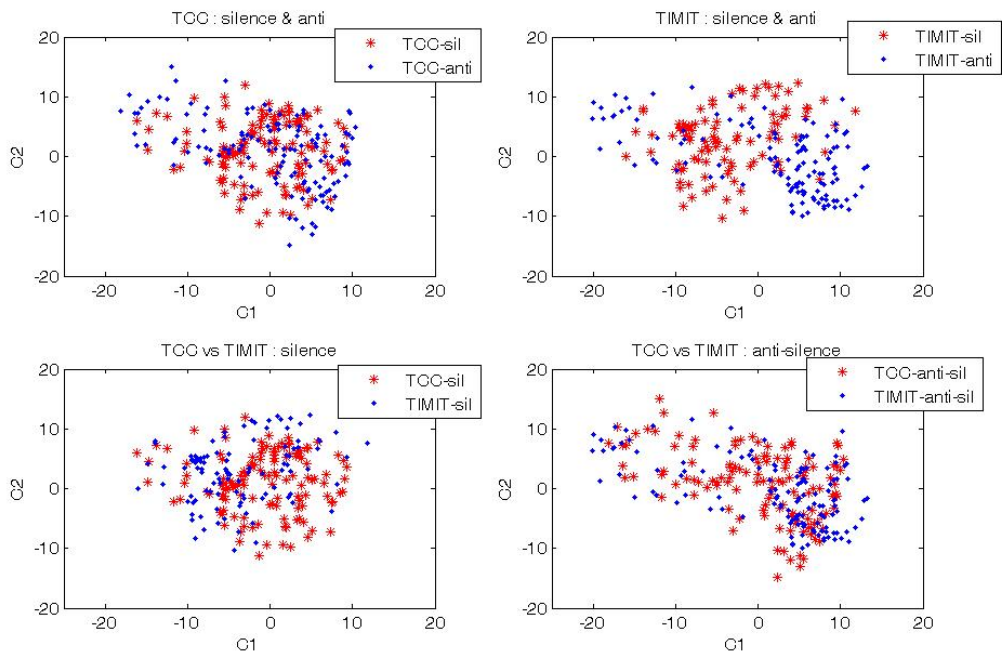 TCC : silence & anti
TCC-sil
TCC-anti
20
10
0
-10
-20
C2
-20
-10
0
10
20
C1
TIMIT : silence & anti
TIMIT-sil
TIMIT-anti
20
10
0
-10
-20
C2
-20
-10
0
10
20
C1
TCC vs TIMIT : silence
TCC-sil
TIMIT-sil
20
10
0
-10
-20
C2
-20
-10
0
10
20
C1
TCC vs TIMIT : anti-silence
TCC-anti-sil
TIMIT-anti-sil
20
10
0
-10
-20
C2
-20
-10
0
10
20
C1